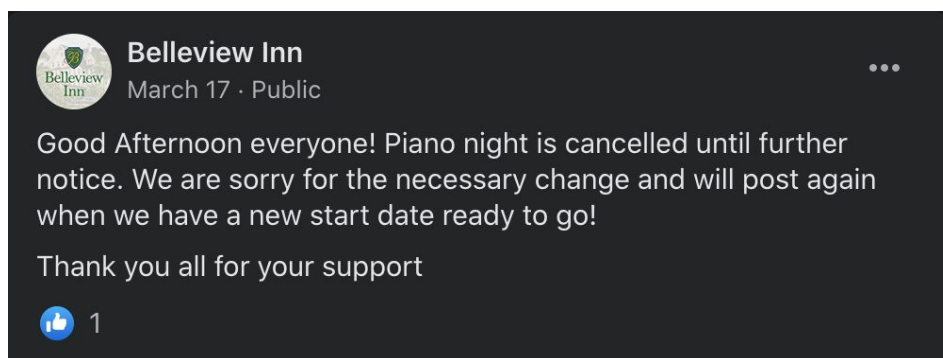 Belleview
Inn
Belleview Inn
March 17 · Public
Good Afternoon everyone! Piano night is cancelled until further
notice. We are sorry for the necessary change and will post again
when we have a new start date ready to go!
Thank you all for your support
1